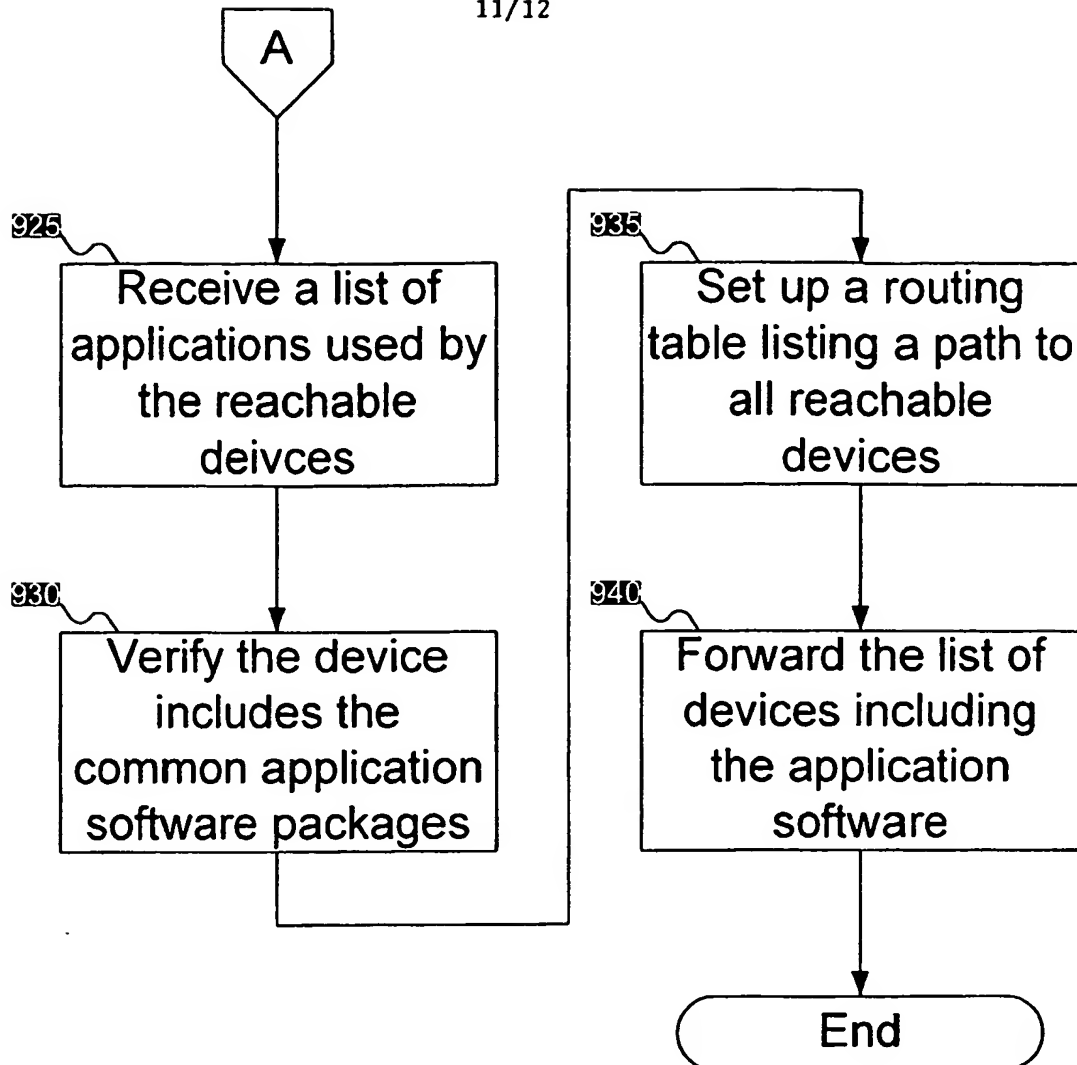 11/12
A
925
Receive a list of
applications used by
the reachable
deivces
930
Verify the device
includes the
common application
software packages
935
Set up a routing
table listing a path to
all reachable
devices
940
Forward the list of
devices including
the application
software
End